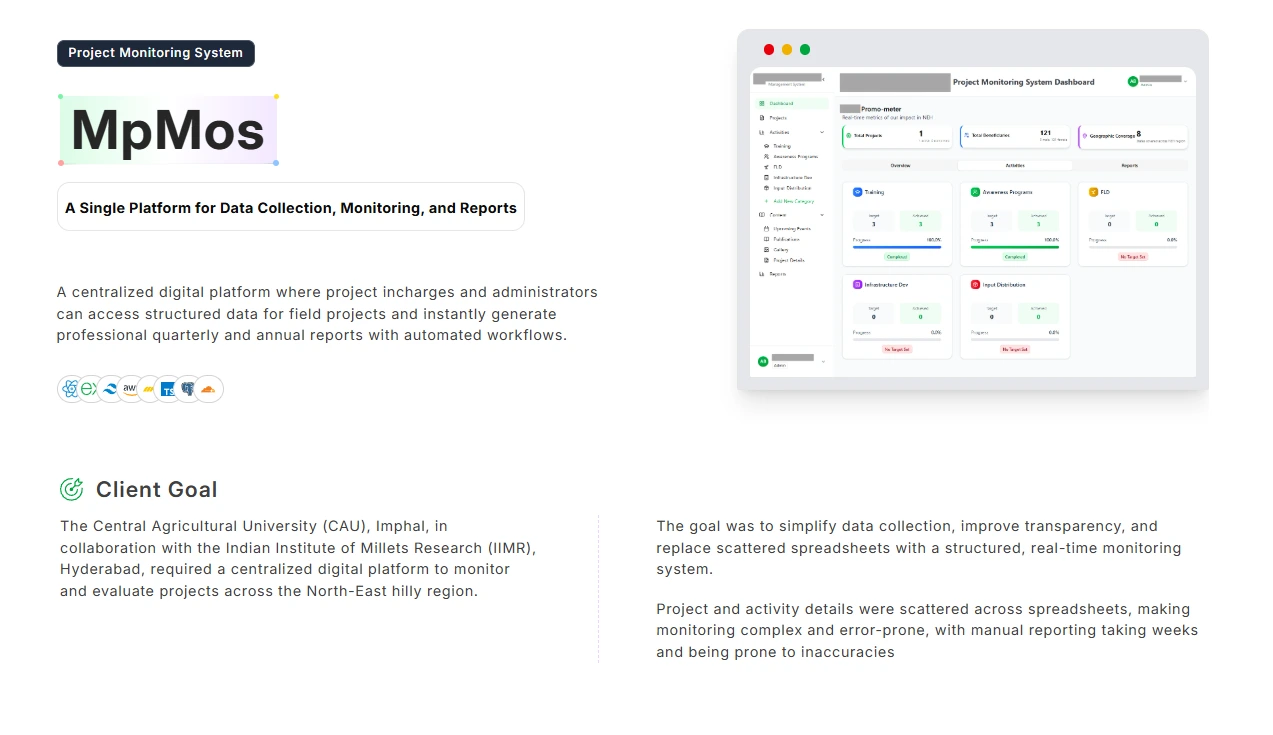 Project Monitoring System
MpMos
A Single Platform for Data Collection, Monitoring, and Reports
A centralized digital platform where project incharges and administrators
can access structured data for field projects and instantly generate
professional quarterly and annual reports with automated workflows.
ex
aws
TS
Management System
Dashboard
Projects
Activities
Training
Awareness Programs
FLD
Infrastructure Dev
Input Distribution
+ Add New Category
Content
Upcoming Events
Publications
Gallery
Project Details
Reports
AB
Admin
Project Monitoring System Dashboard
AB
Promo-meter
Real-time metrics of our impact in
Total Projects 1
Total Beneficiaries 121
Geographic Coverage 8
Overview Activities Reports
Training
Target Achieved
3 3
Progress 100.0%
Completed
Awareness Programs
Target Achieved
3 3
Progress 100.0%
Completed
FLD
Target Achieved
0 0
Progress 0.0%
No Target Set
Infrastructure Dev
Target Achieved
0 0
Progress 0.0%
No Target Set
Input Distribution
Target Achieved
0 0
Progress 0.0%
No Target Set
Client Goal
The Central Agricultural University (CAU), Imphal, in
collaboration with the Indian Institute of Millets Research (IIMR),
Hyderabad, required a centralized digital platform to monitor
and evaluate projects across the North-East hilly region.
The goal was to simplify data collection, improve transparency, and
replace scattered spreadsheets with a structured, real-time monitoring
system.
Project and activity details were scattered across spreadsheets, making
monitoring complex and error-prone, with manual reporting taking weeks
and being prone to inaccuracies